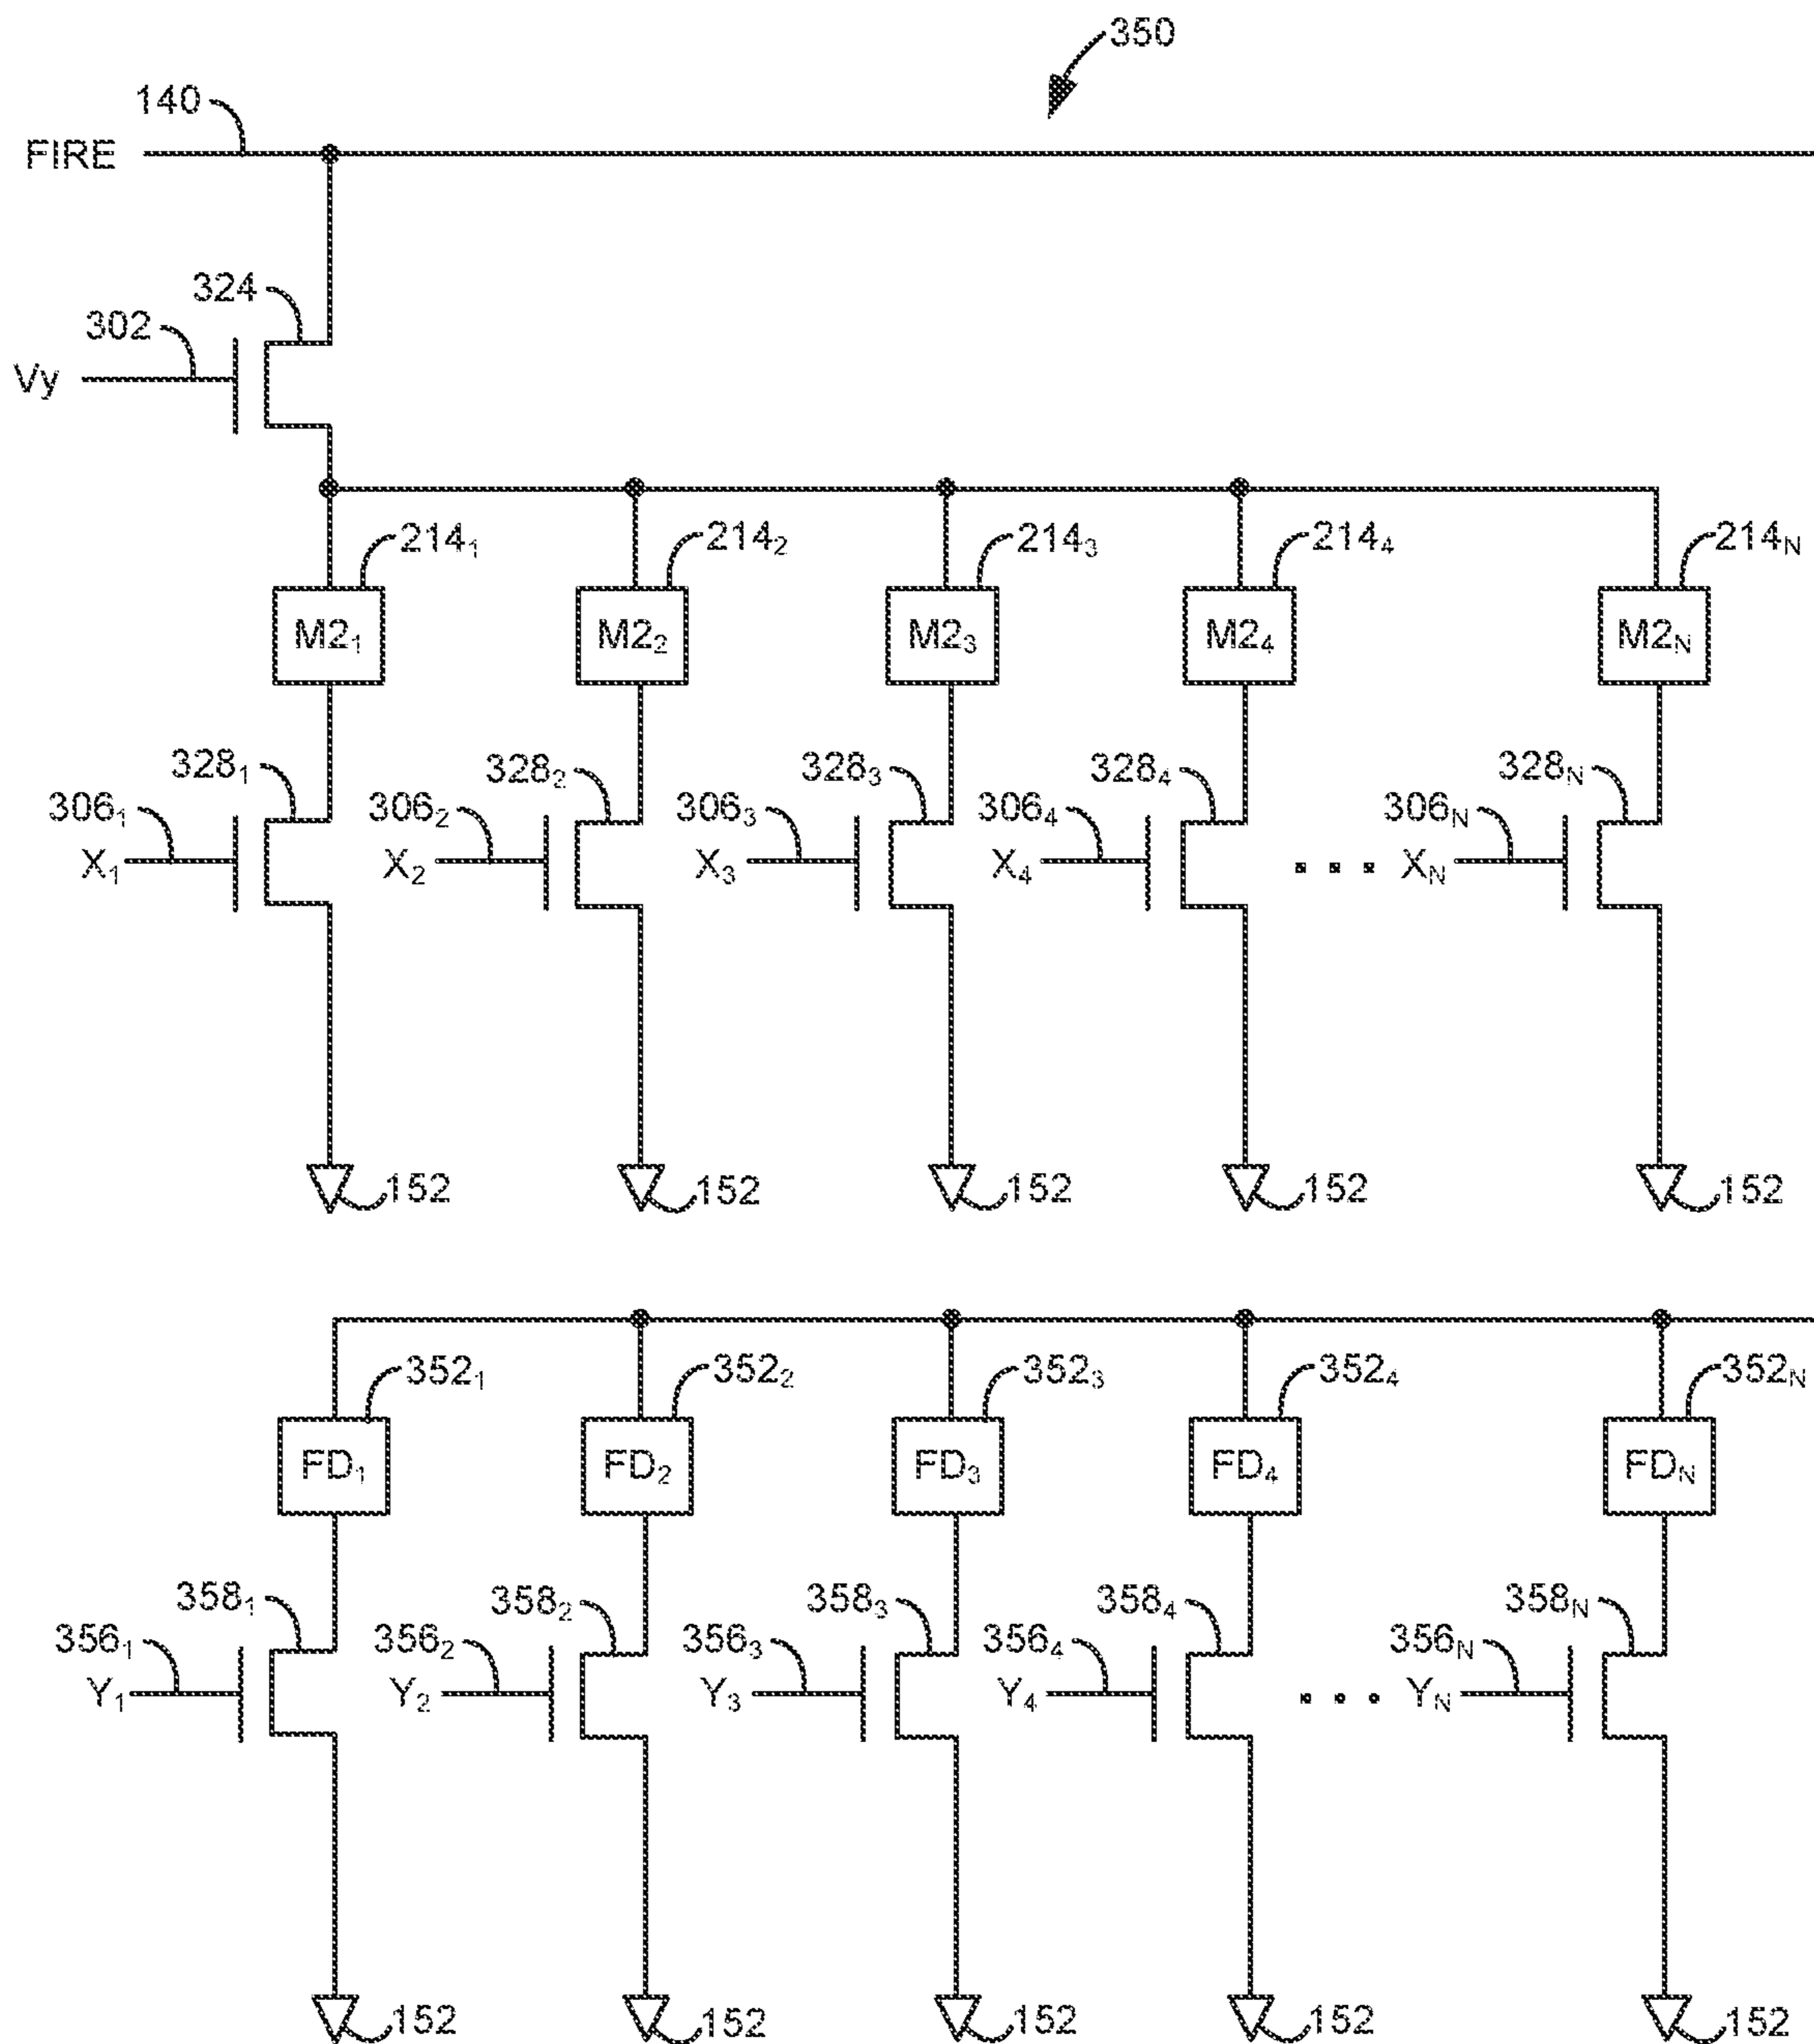 350
140
FIRE
324
302
Vy
214₁ 214₂ 214₃ 214₄ 214N
M2₁ M2₂ M2₃ M2₄ M2N
328₁ 328₂ 328₃ 328₄ 328N
306₁ 306₂ 306₃ 306₄ 306N
X₁ X₂ X₃ X₄ ... XN
152 152 152 152 152
352₁ 352₂ 352₃ 352₄ 352N
FD₁ FD₂ FD₃ FD₄ FDN
358₁ 358₂ 358₃ 358₄ 358N
356₁ 356₂ 356₃ 356₄ 356N
Y₁ Y₂ Y₃ Y₄ ... YN
152 152 152 152 152